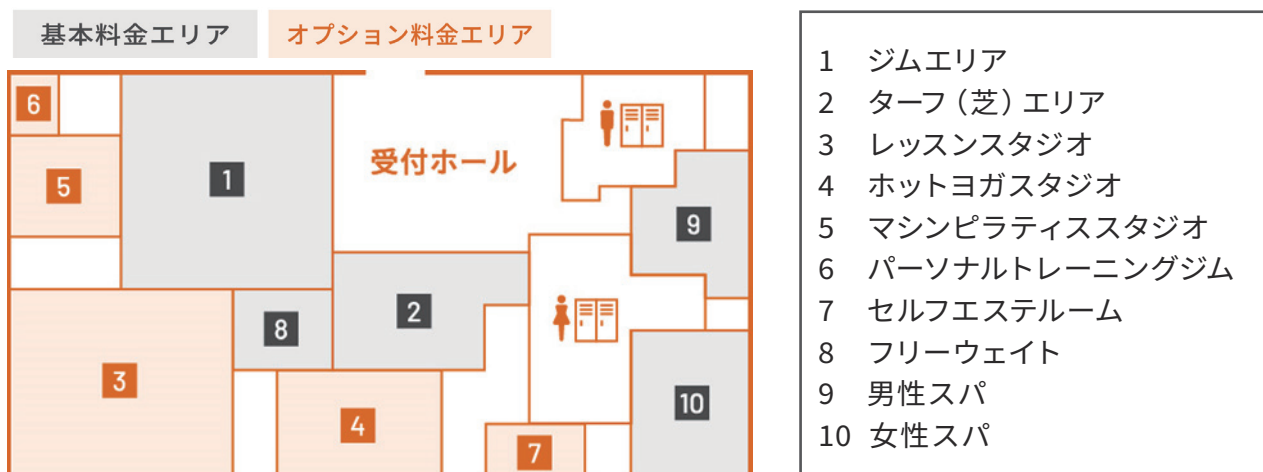 基本料金エリア オプション料金エリア
6
受付ホール
5
1
9
2
8
3
10
4
7
1 ジムエリア
2 ターフ（芝）エリア
3 レッスンスタジオ
4 ホットヨガスタジオ
5 マシンピラティススタジオ
6 パーソナルトレーニングジム
7 セルフエステルーム
8 フリーウェイト
9 男性スパ
10 女性スパ